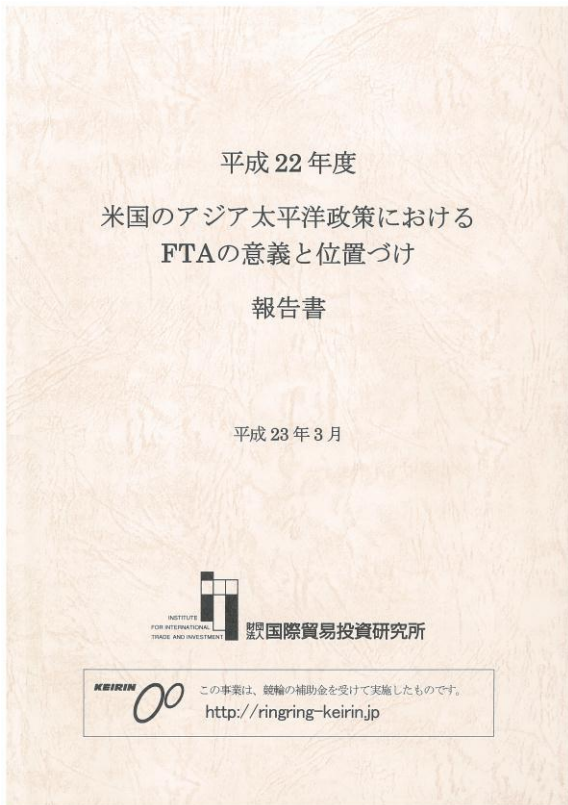 平成 22 年度
米国のアジア太平洋政策における
FTAの意義と位置づけ
報告書
平成 23 年 3 月
INSTITUTE
FOR INTERNATIONAL
TRADE AND INVESTMENT
財団法人国際貿易投資研究所
KEIRIN
この事業は、競輪の補助金を受けて実施したものです。
http://ringring-keirin.jp